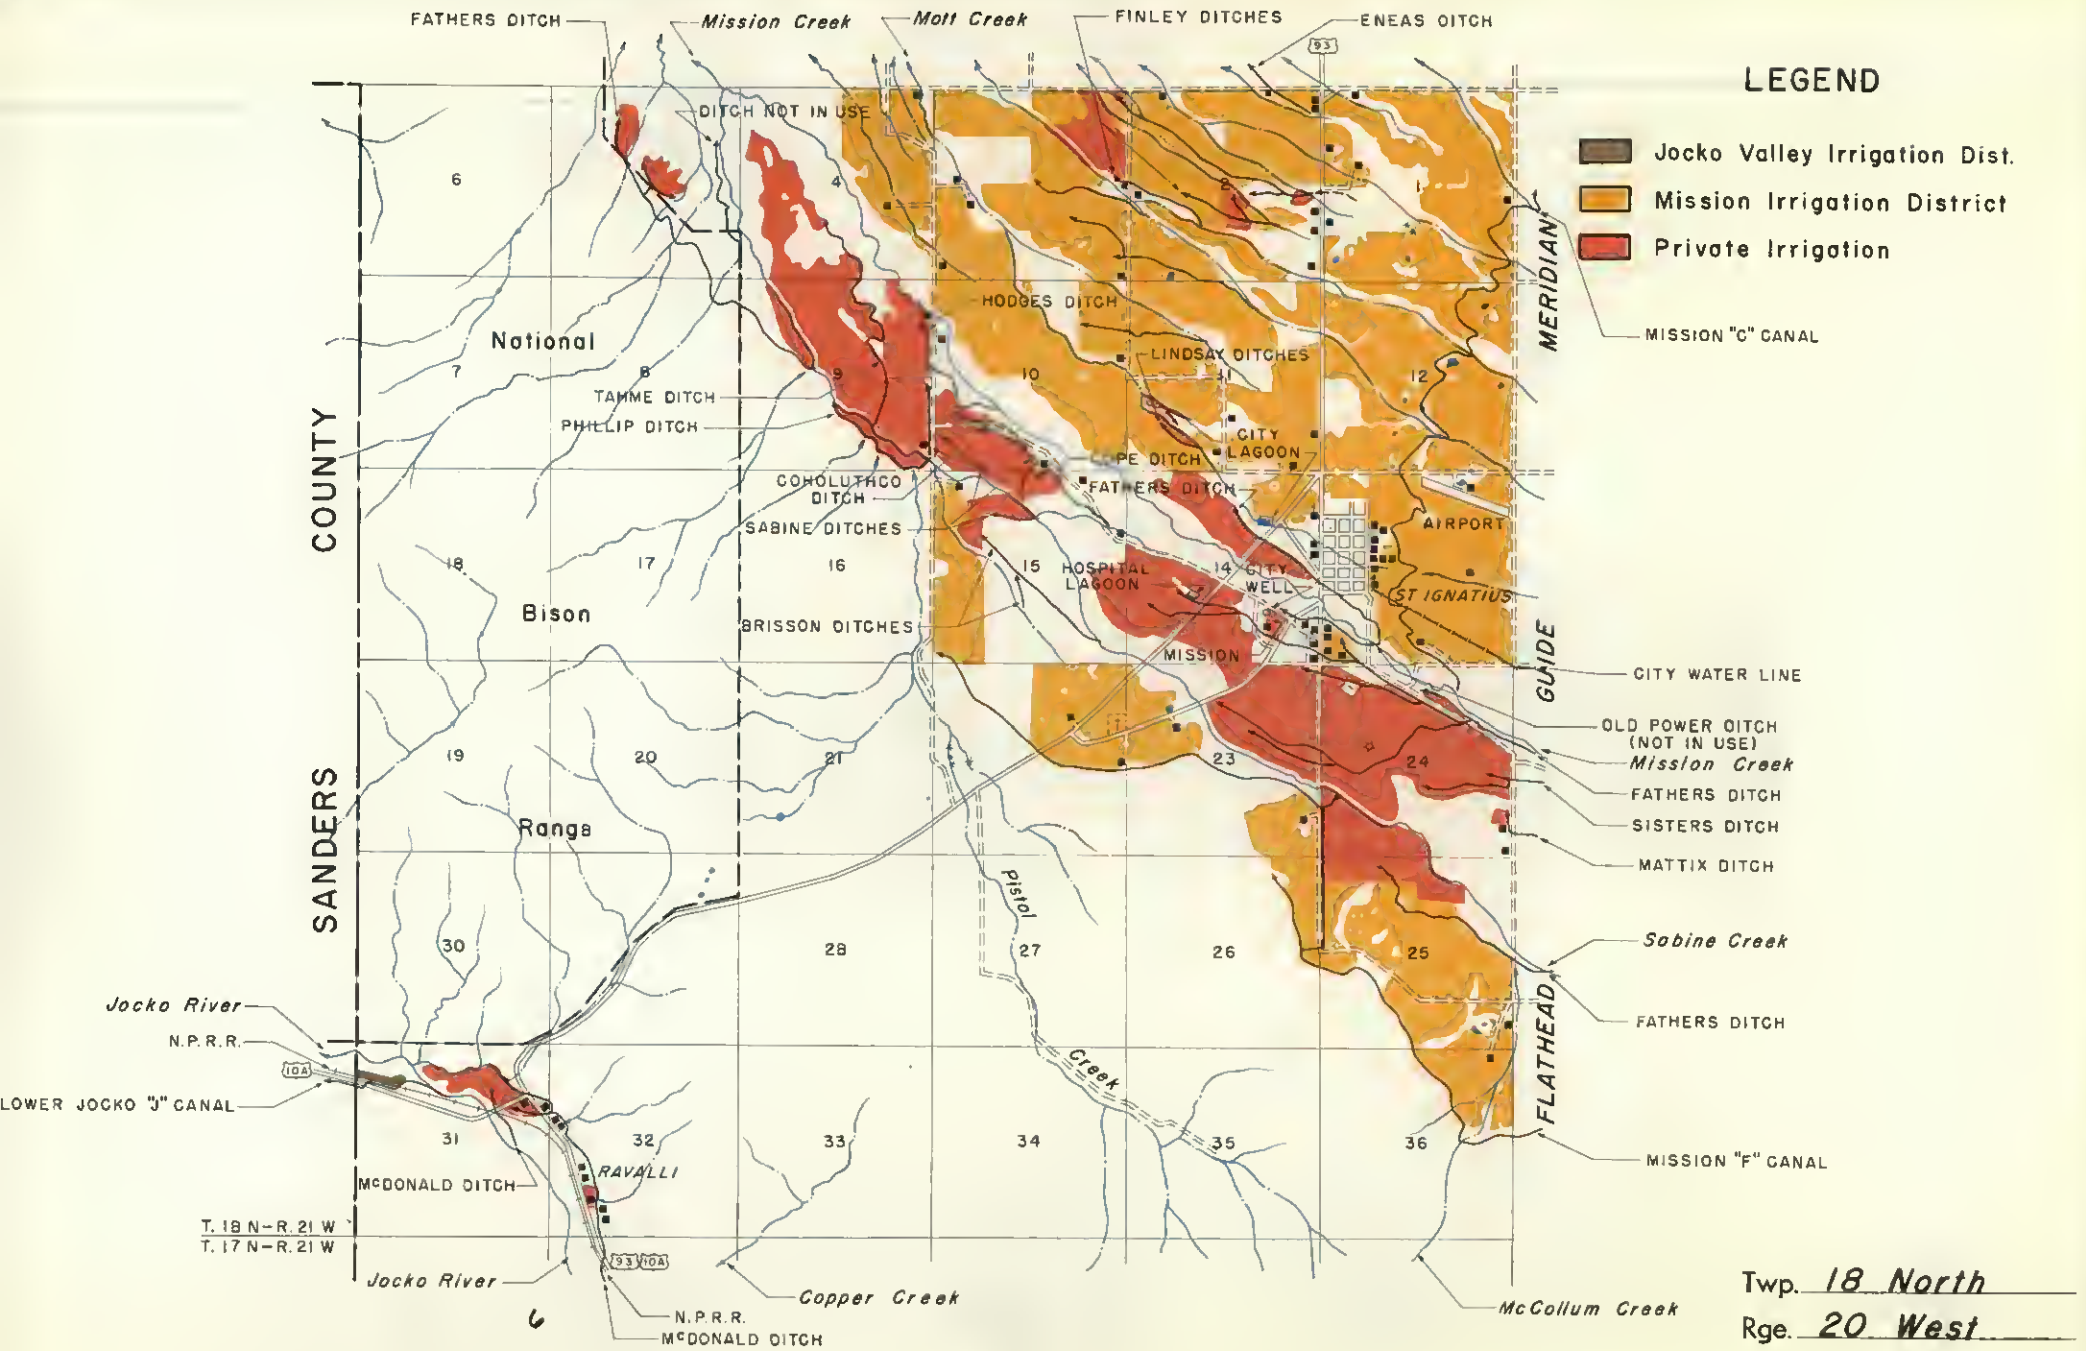 FATHERS DITCH
Mission Creek
Mott Creek
FINLEY DITCHES
ENEAS DITCH
93
LEGEND
Jocko Valley Irrigation Dist.
Mission Irrigation District
Private Irrigation
DITCH NOT IN USE
6
4
2
1
MERIDIAN
MISSION "C" CANAL
HODGES DITCH
National
LINDSAY DITCHES
7
8
9
10
11
12
TAHME DITCH
PHILLIP DITCH
COUNTY
CITY
LAGOON
COPE DITCH
COHOLUTHCO
DITCH
FATHERS DITCH
SABINE DITCHES
AIRPORT
18
17
16
15
HOSPITAL
LAGOON
14
CITY
WELL
ST IGNATIUS
Bison
BRISSON DITCHES
MISSION
GUIDE
CITY WATER LINE
OLD POWER DITCH
(NOT IN USE)
Mission Creek
19
20
21
23
24
FATHERS DITCH
SISTERS DITCH
Range
MATTIX DITCH
SANDERS
Pistol
30
28
27
26
25
Sabine Creek
Jocko River
N.P.R.R.
10A
FATHERS DITCH
FLATHEAD
Creek
LOWER JOCKO "J" CANAL
31
32
33
34
35
36
MISSION "F" CANAL
McDONALD DITCH
RAVALLI
T. 18 N-R. 21 W
T. 17 N-R. 21 W
93 10A
Jocko River
Copper Creek
McCollum Creek
6
N.P.R.R.
McDONALD DITCH
Twp. 18 North
Rge. 20 West